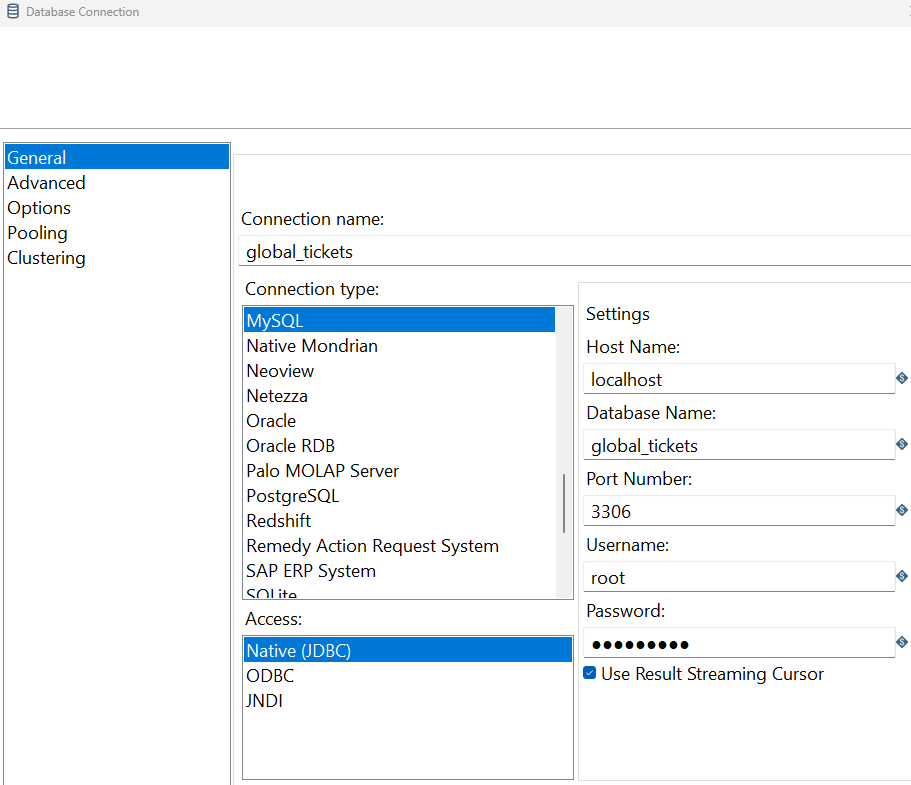 Database Connection
General
Advanced
Options
Pooling
Clustering
Connection name:
global_tickets
Connection type:
MySQL
Native Mondrian
Neoview
Netezza
Oracle
Oracle RDB
Palo MOLAP Server
PostgreSQL
Redshift
Remedy Action Request System
SAP ERP System
SQLite
Access:
Native (JDBC)
ODBC
JNDI
Settings
Host Name:
localhost
Database Name:
global_tickets
Port Number:
3306
Username:
root
Password:
●●●●●●●●●
Use Result Streaming Cursor